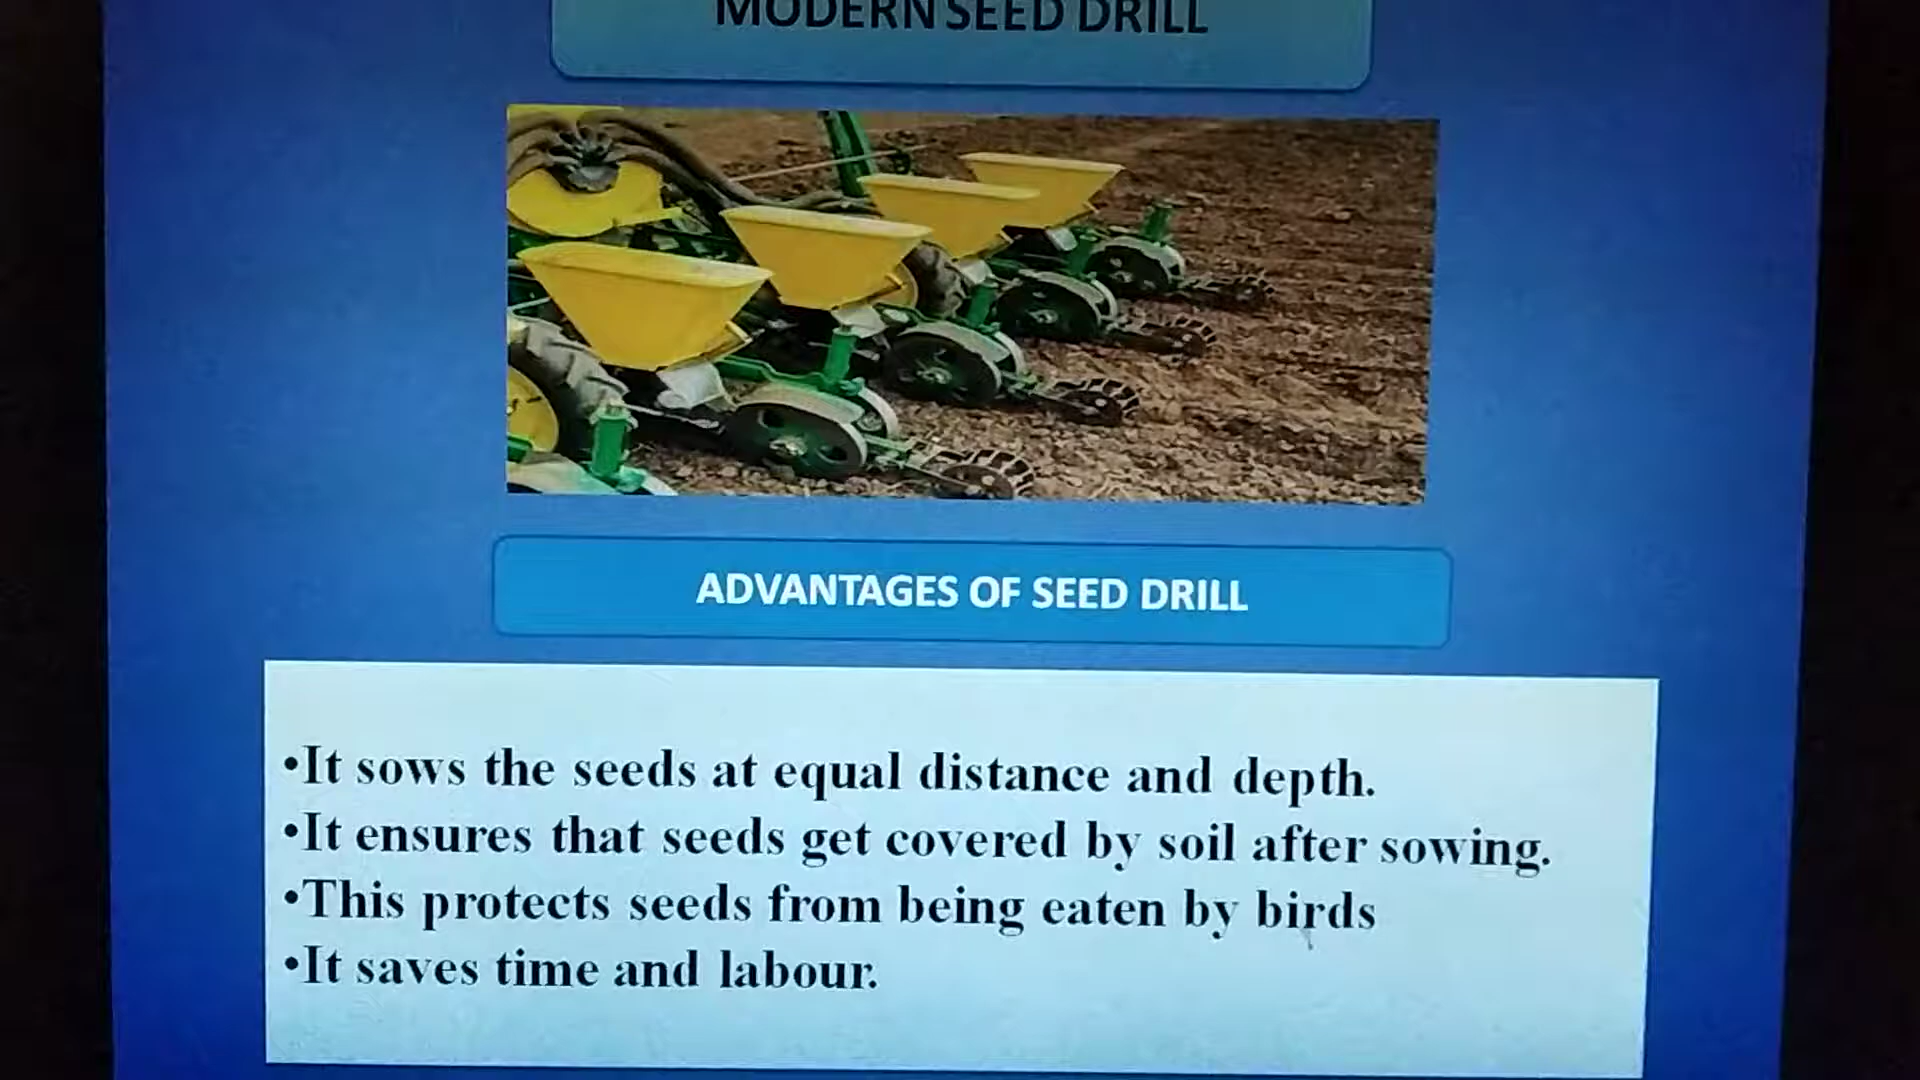 MODERN SEED DRILL
ADVANTAGES OF SEED DRILL
•It sows the seeds at equal distance and depth.
•It ensures that seeds get covered by soil after sowing.
•This protects seeds from being eaten by birds
•It saves time and labour.